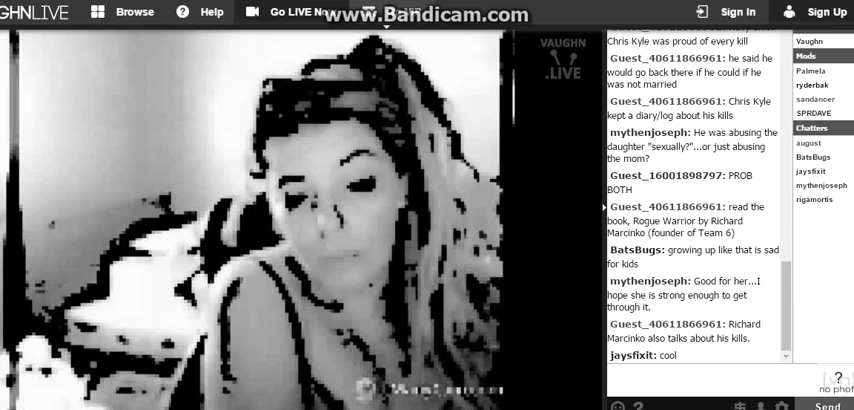 GHNLIVE
Browse
Help
Go LIVE No
www.Bandicam.com
Sign In
Sign Up
VAUGHN
.LIVE
Chris Kyle was proud of every kill
Guest_40611866961: he said he
would go back there if he could if he
was not married
Guest_40611866961: Chris Kyle
kept a diary/log about his kills
mythenjoseph: He was abusing the
daughter "sexually?"...or just abusing
the mom?
Guest_16001898797: PROB
BOTH
Guest_40611866961: read the
book, Rogue Warrior by Richard
Marcinko (founder of Team 6)
BatsBugs: growing up like that is sad
for kids
mythenjoseph: Good for her...I
hope she is strong enough to get
through it.
Guest_40611866961: Richard
Marcinko also talks about his kills.
jaysfixit: cool
Vaughn
Mods
Palmela
ryderbak
sandancer
SPRDAVE
Chatters
august
BatsBugs
jaysfixit
mythenjoseph
rigamortis
?
no phot
Send